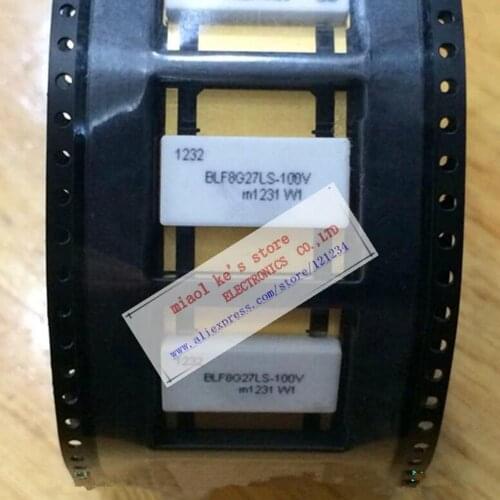 1232
BLF8G27LS-100V
m1231 W1
miaol ke's store
ELECTRONICS CO.,LTD
www.aliexpress.com/store/121234
1232
BLF8G27LS-100V
m1231 W1